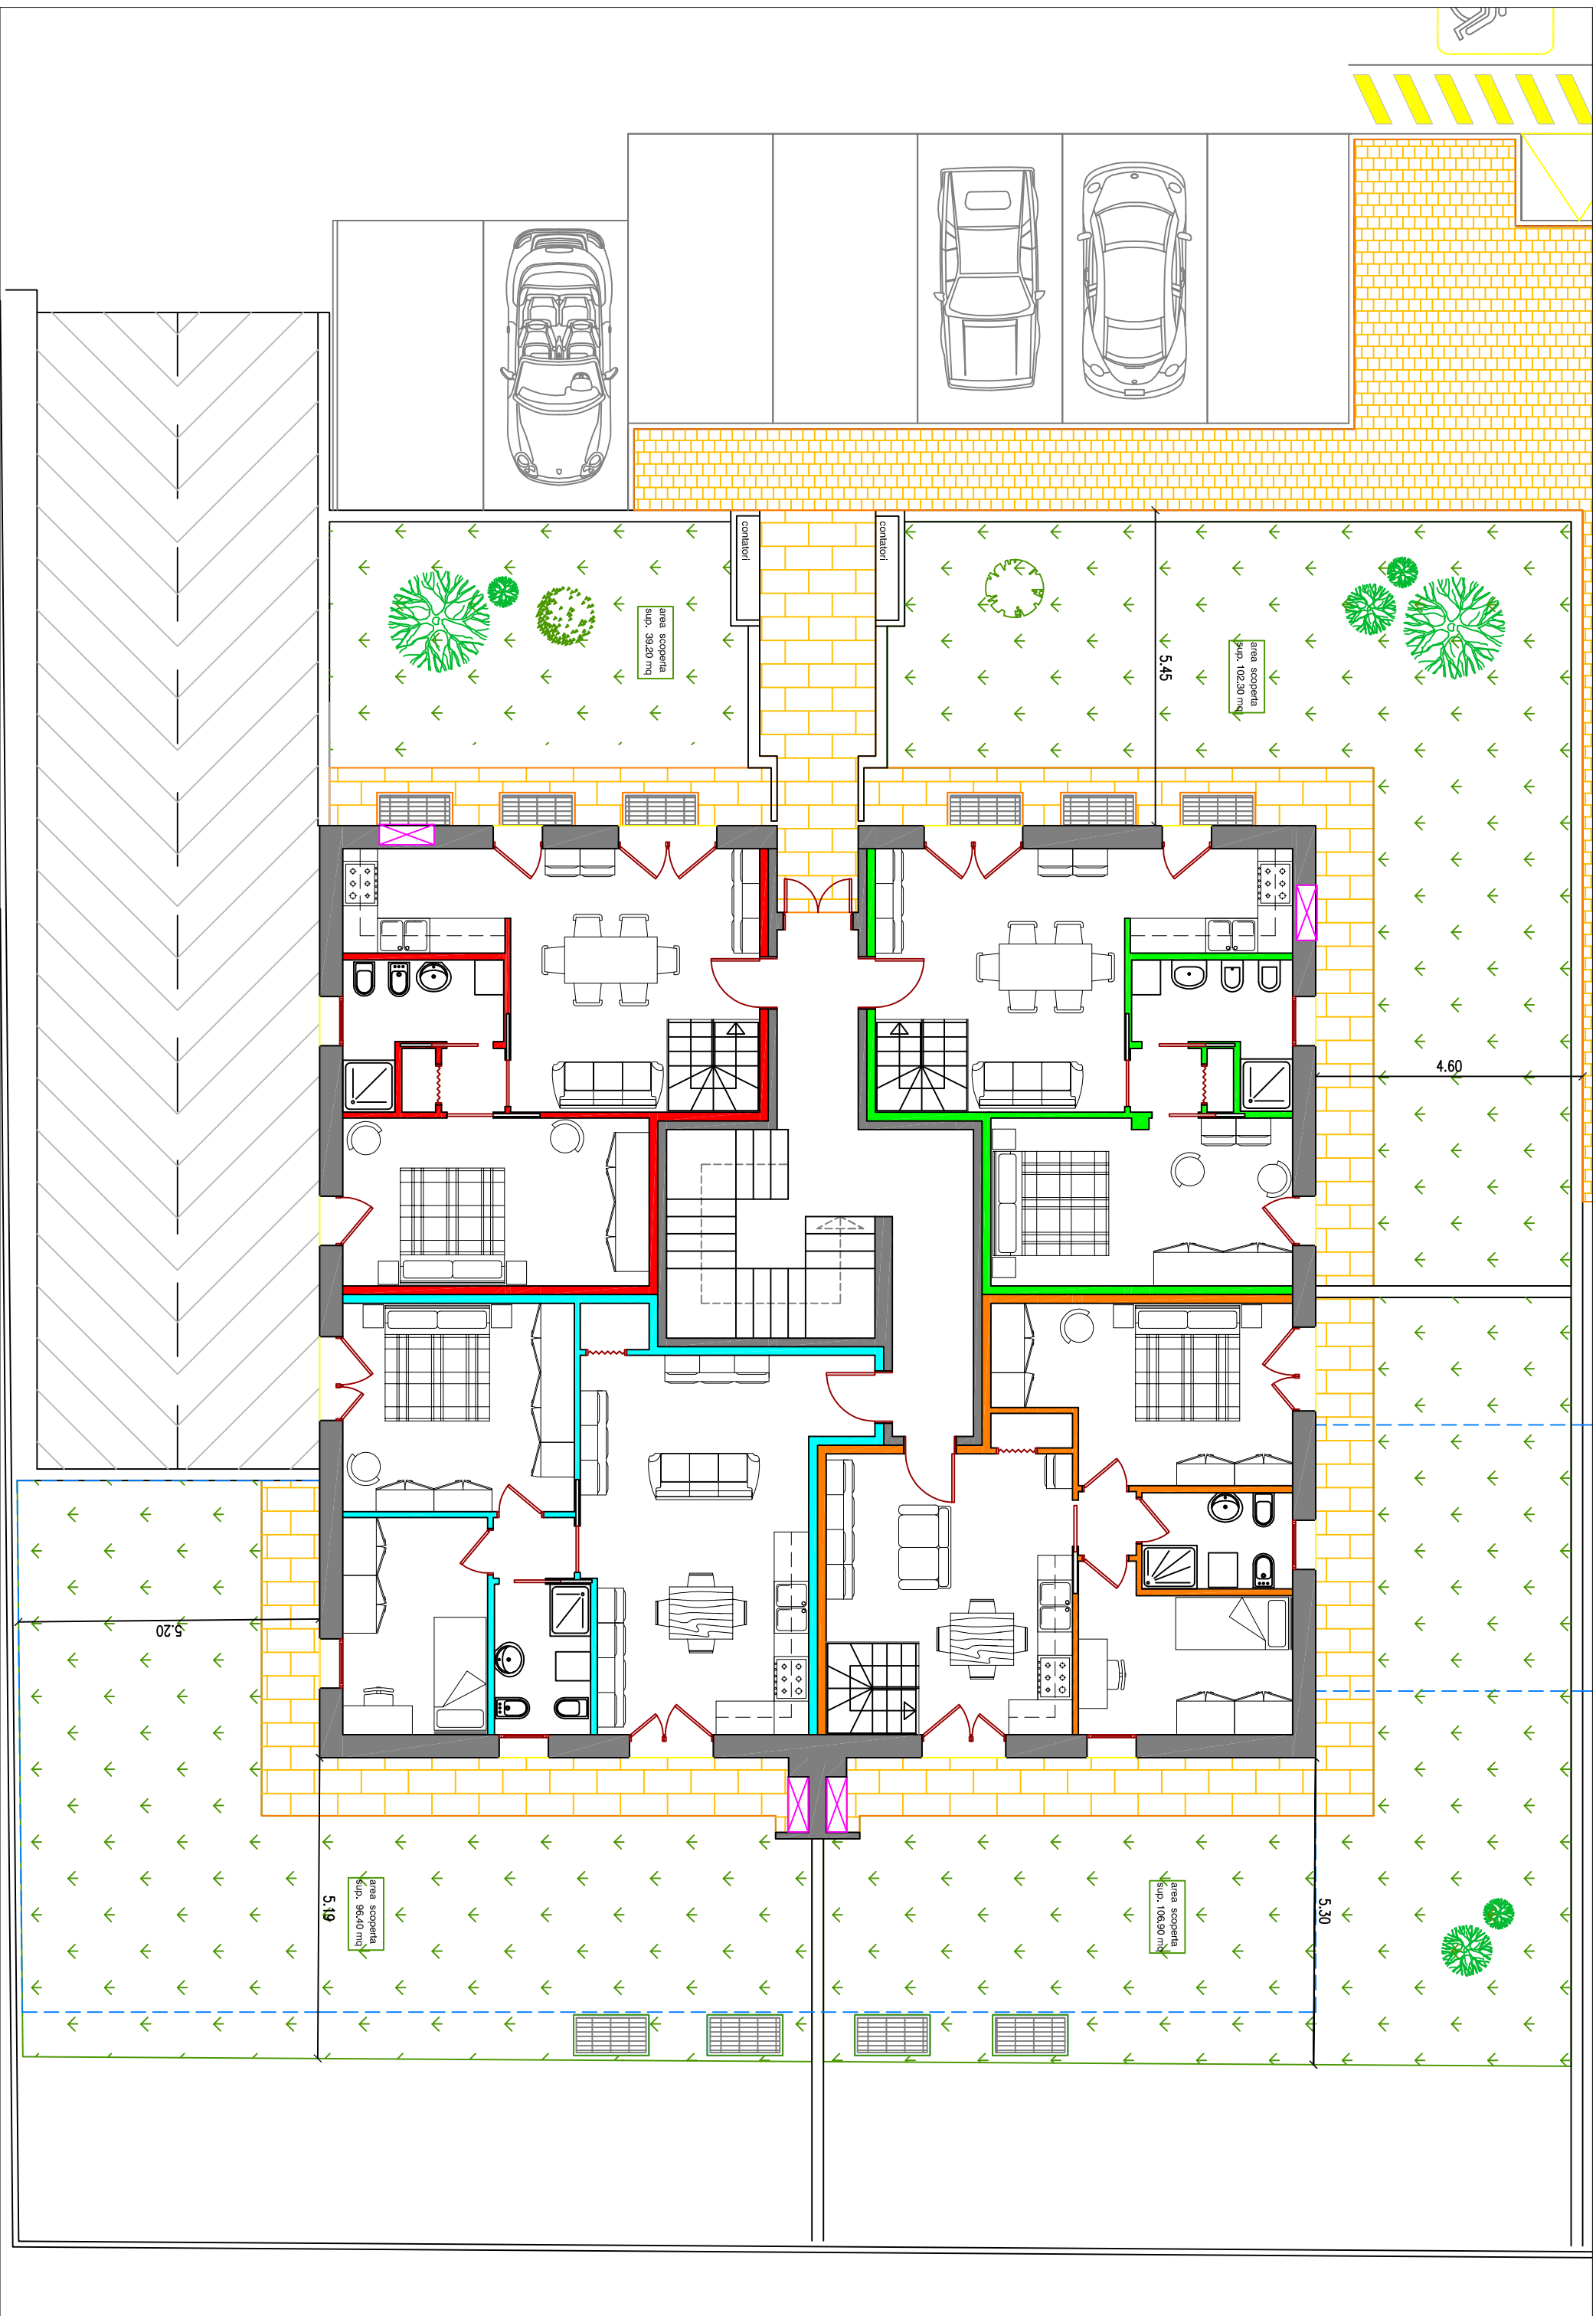 contatori
contatori
area scoperta
sup. 39.20 mq
5.45
area scoperta
sup. 102.30 mq
4.60
5.20
5.19
area scoperta
sup. 96.40 mq
area scoperta
sup. 106.90 mq
5.30